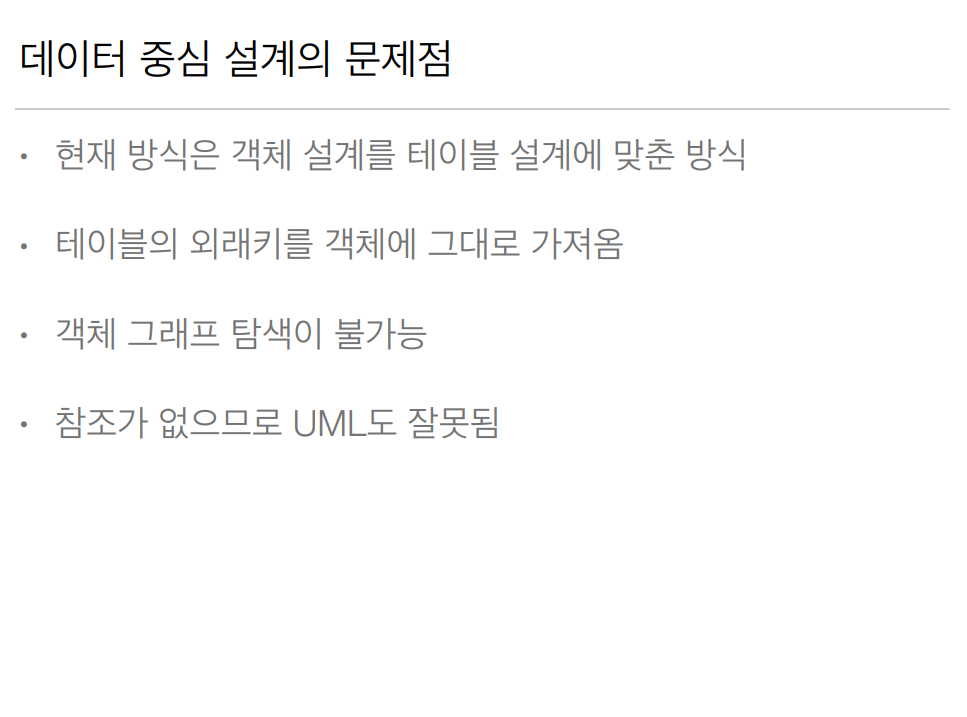 데이터 중심 설계의 문제점
• 현재 방식은 객체 설계를 테이블 설계에 맞춘 방식
• 테이블의 외래키를 객체에 그대로 가져옴
• 객체 그래프 탐색이 불가능
• 참조가 없으므로 UML도 잘못됨